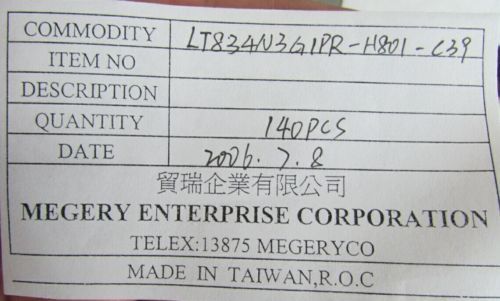 COMMODITY LT834N3G1PR-H801-C39
ITEM NO
DESCRIPTION
QUANTITY 140PCS
DATE 2006.7.8
貿瑞企業有限公司
MEGERY ENTERPRISE CORPORATION
TELEX:13875 MEGERYCO
MADE IN TAIWAN,R.O.C